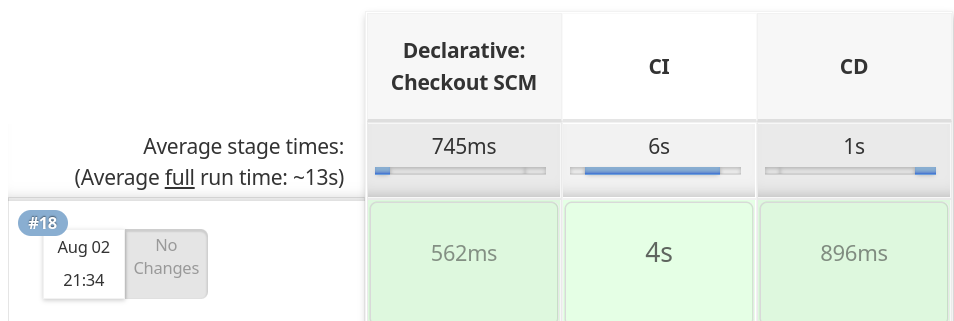 Declarative:
Checkout SCM
CI
CD
Average stage times:
(Average full run time: ~13s)
745ms
6s
1s
#18
Aug 02
21:34
No
Changes
562ms
4s
896ms